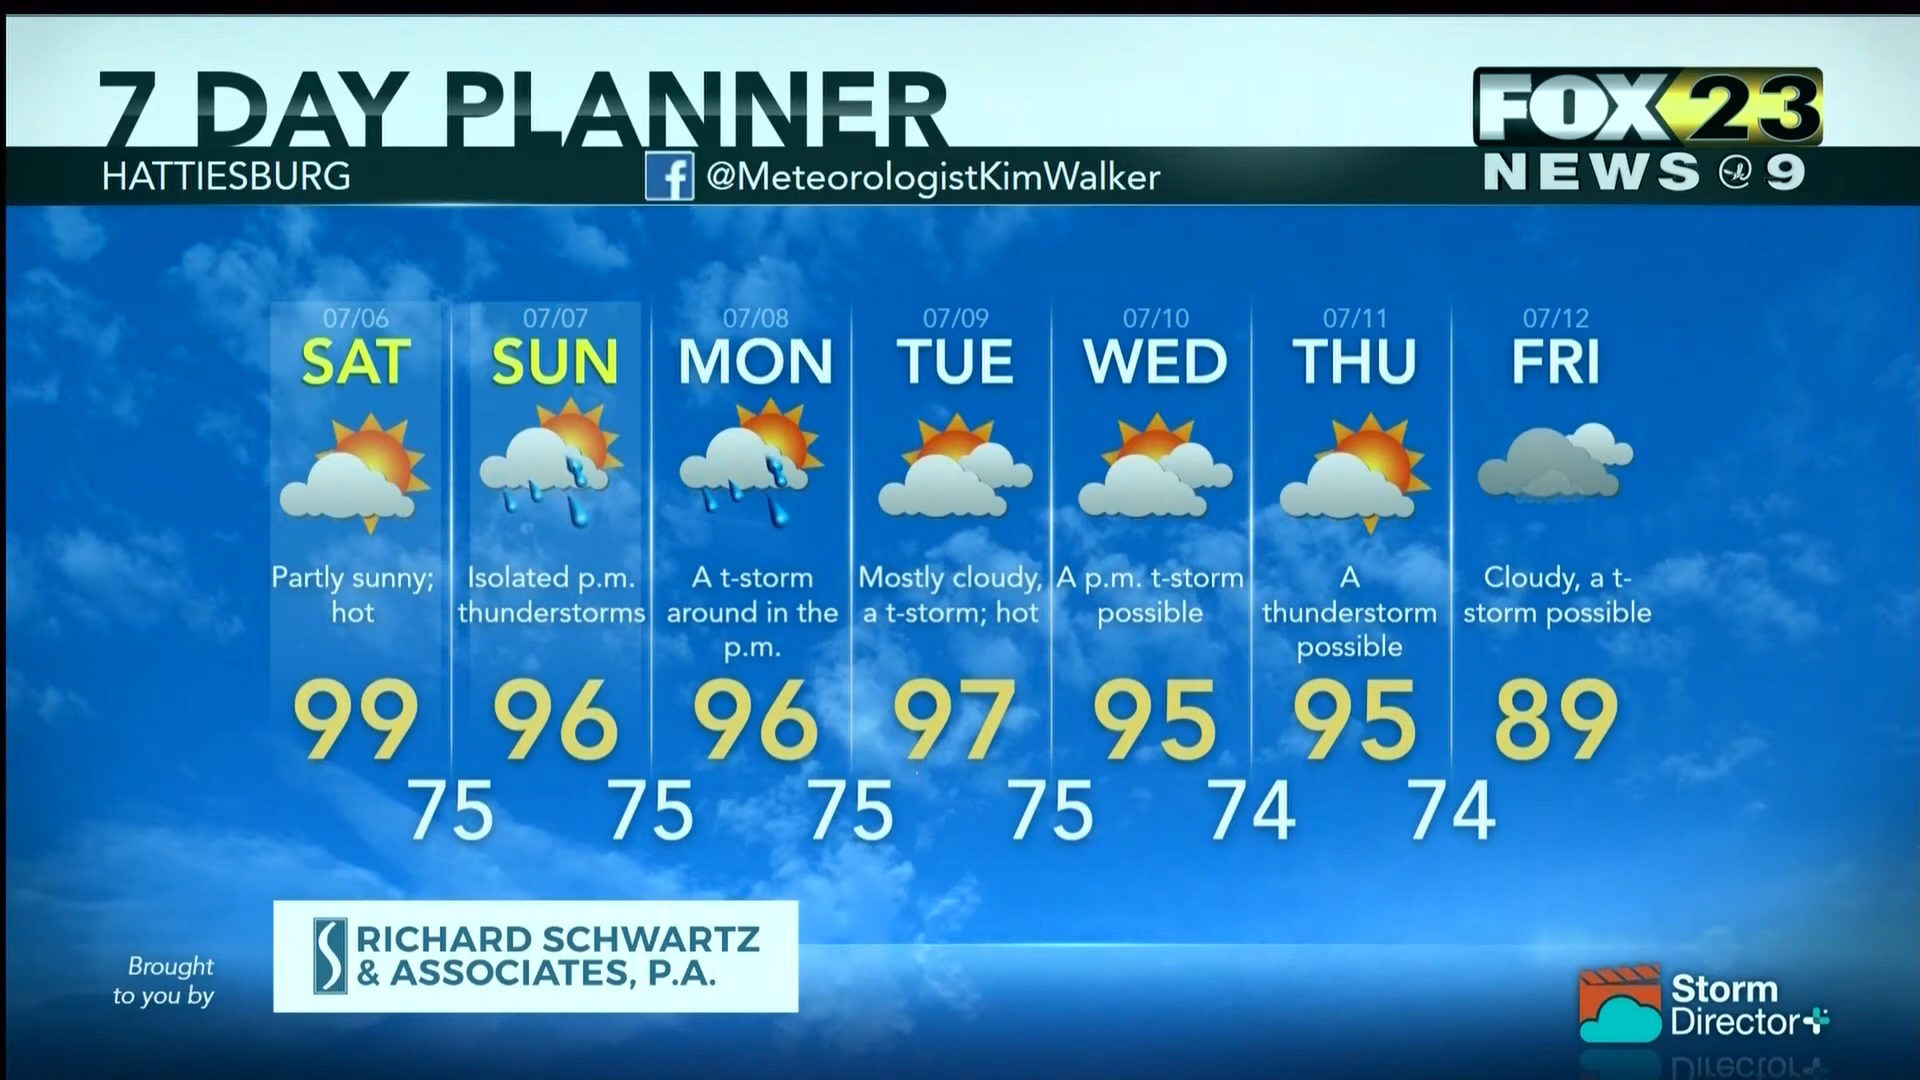 7 DAY PLANNER
HATTIESBURG
@MeteorologistKimWalker
FOX 23
NEWS @ 9
07/06
SAT
Partly sunny;
hot
99
07/07
SUN
Isolated p.m.
thunderstorms
96
07/08
MON
A t-storm
around in the
p.m.
96
07/09
TUE
Mostly cloudy,
a t-storm; hot
97
07/10
WED
A p.m. t-storm
possible
95
07/11
THU
A
thunderstorm
possible
95
07/12
FRI
Cloudy, a t-
storm possible
89
75
75
75
75
74
74
Brought
to you by
RICHARD SCHWARTZ
& ASSOCIATES, P.A.
Storm
Director+